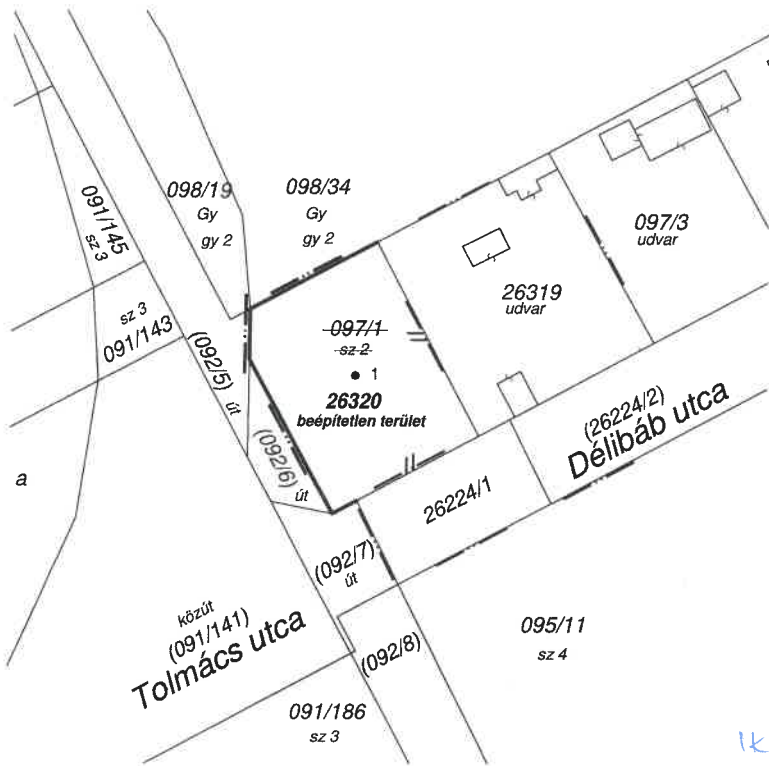 098/19
Gy
gy 2
098/34
Gy
gy 2
091/145
sz 3
097/3
udvar
26319
udvar
sz 3
091/143
(092/5) út
097/1
sz 2
1
26320
beépítetlen terület
(092/6)
út
(26224/2)
Délibáb utca
26224/1
a
(092/7)
út
közút
(091/141)
Tolmács utca
(092/8)
095/11
sz 4
091/186
sz 3
1k